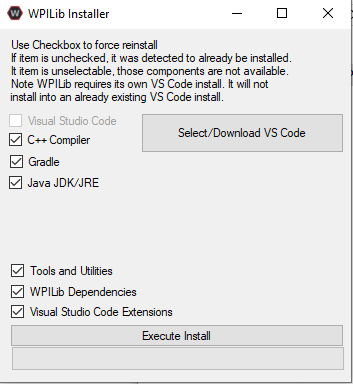 WPILib Installer
Use Checkbox to force reinstall
If item is unchecked, it was detected to already be installed.
It item is unselectable, those components are not available.
Note WPILib requires its own VS Code install. It will not
install into an already existing VS Code install.
Visual Studio Code
Select/Download VS Code
C++ Compiler
Gradle
Java JDK/JRE
Tools and Utilities
WPILib Dependencies
Visual Studio Code Extensions
Execute Install